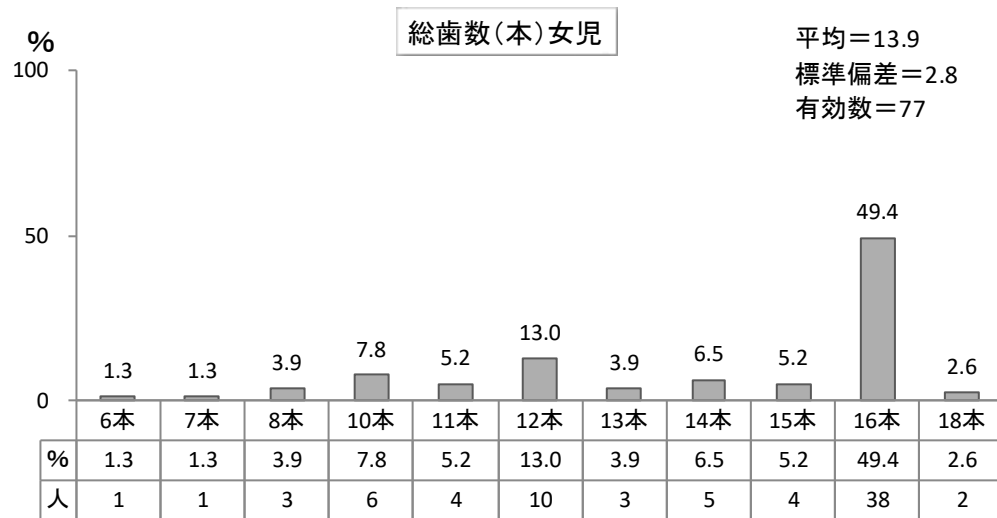 総歯数(本)女児
平均＝13.9
標準偏差＝2.8
有効数＝77
%
100
50
0
1.3 1.3 3.9 7.8 5.2 13.0 3.9 6.5 5.2 49.4 2.6
6本 7本 8本 10本 11本 12本 13本 14本 15本 16本 18本
% 1.3 1.3 3.9 7.8 5.2 13.0 3.9 6.5 5.2 49.4 2.6
人 1 1 3 6 4 10 3 5 4 38 2